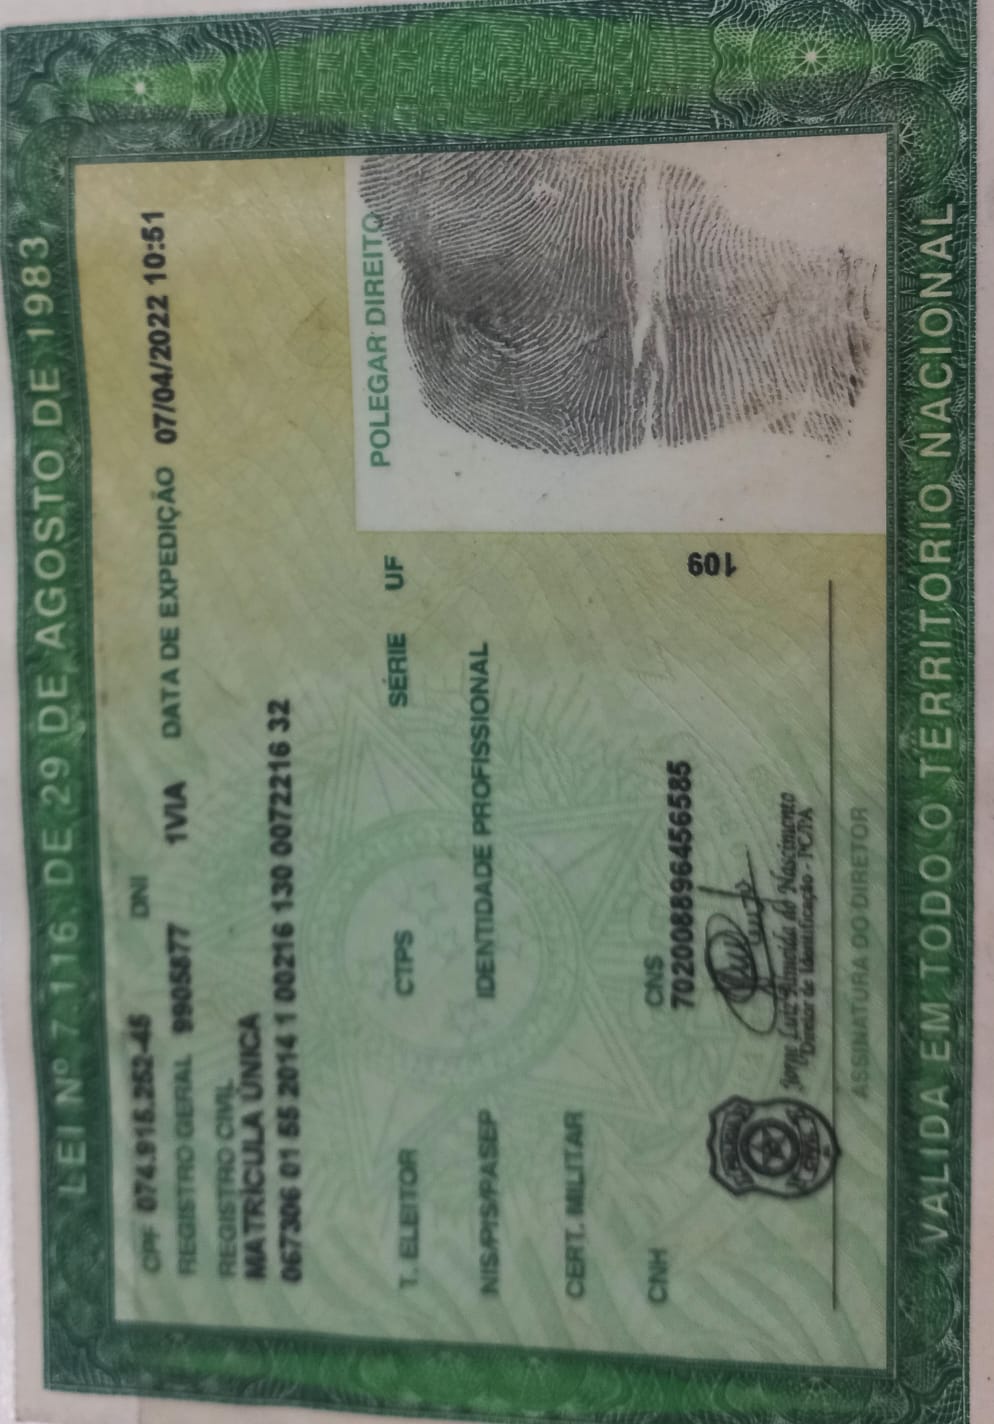 LEI Nº 7.116, DE 29 DE AGOSTO DE 1983
CPF 074.915.252-45 DNI
REGISTRO GERAL 9905877 1VIA DATA DE EXPEDIÇÃO 07/04/2022 10:51
REGISTRO CIVIL
MATRÍCULA ÚNICA
067306 01 55 2014 1 00216 130 0072216 32
POLEGAR DIREITO
T. ELEITOR CTPS SÉRIE UF
NIS/PIS/PASEP IDENTIDADE PROFISSIONAL
CERT. MILITAR
CNH CNS
702008896456585
109
Jorge Luiz Almeida do Nascimento
Diretor de Identificação - PC/PA
ASSINATURA DO DIRETOR
VALIDA EM TODO O TERRITORIO NACIONAL